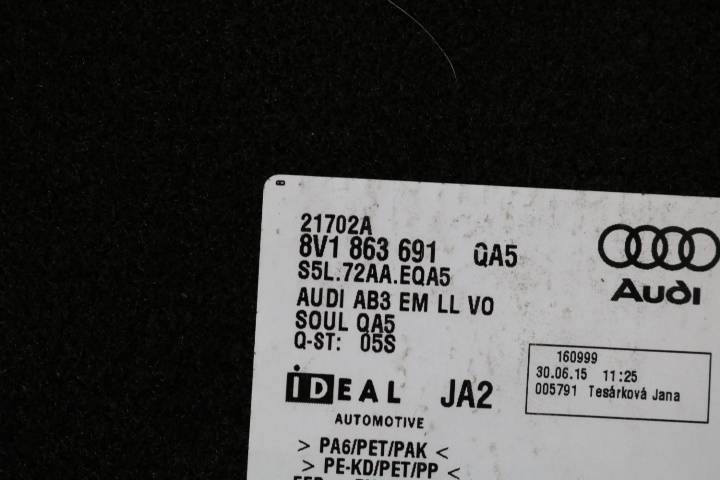 21702A
8V1 863 691 QA5
S5L.72AA.EQA5
AUDI AB3 EM LL VO
SOUL QA5
Q-ST: 05S
Audi
160999
30.06.15 11:25
005791 Tesárková Jana
iDEAL JA2
AUTOMOTIVE
> PA6/PET/PAK <
> PE-KD/PET/PP <